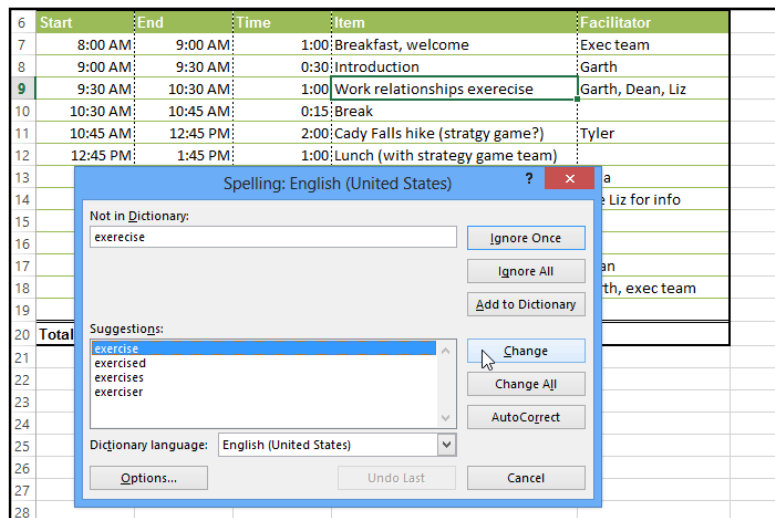 6 Start End Time Item Facilitator
7 8:00 AM 9:00 AM 1:00 Breakfast, welcome Exec team
8 9:00 AM 9:30 AM 0:30 Introduction Garth
9 9:30 AM 10:30 AM 1:00 Work relationships exerecise Garth, Dean, Liz
10 10:30 AM 10:45 AM 0:15 Break
11 10:45 AM 12:45 PM 2:00 Cady Falls hike (stratgy game?) Tyler
12 12:45 PM 1:45 PM 1:00 Lunch (with strategy game team)
13
14 Liz for info
15
16
17
18 exec team
19
20 Total
21
22
23
24
25
26
27
28
Spelling: English (United States) ? ×
Not in Dictionary:
exerecise
Ignore Once
Ignore All
Add to Dictionary
Suggestions:
exercise
exercised
exercises
exerciser
Change
Change All
AutoCorrect
Dictionary language: English (United States)
Options...
Undo Last
Cancel